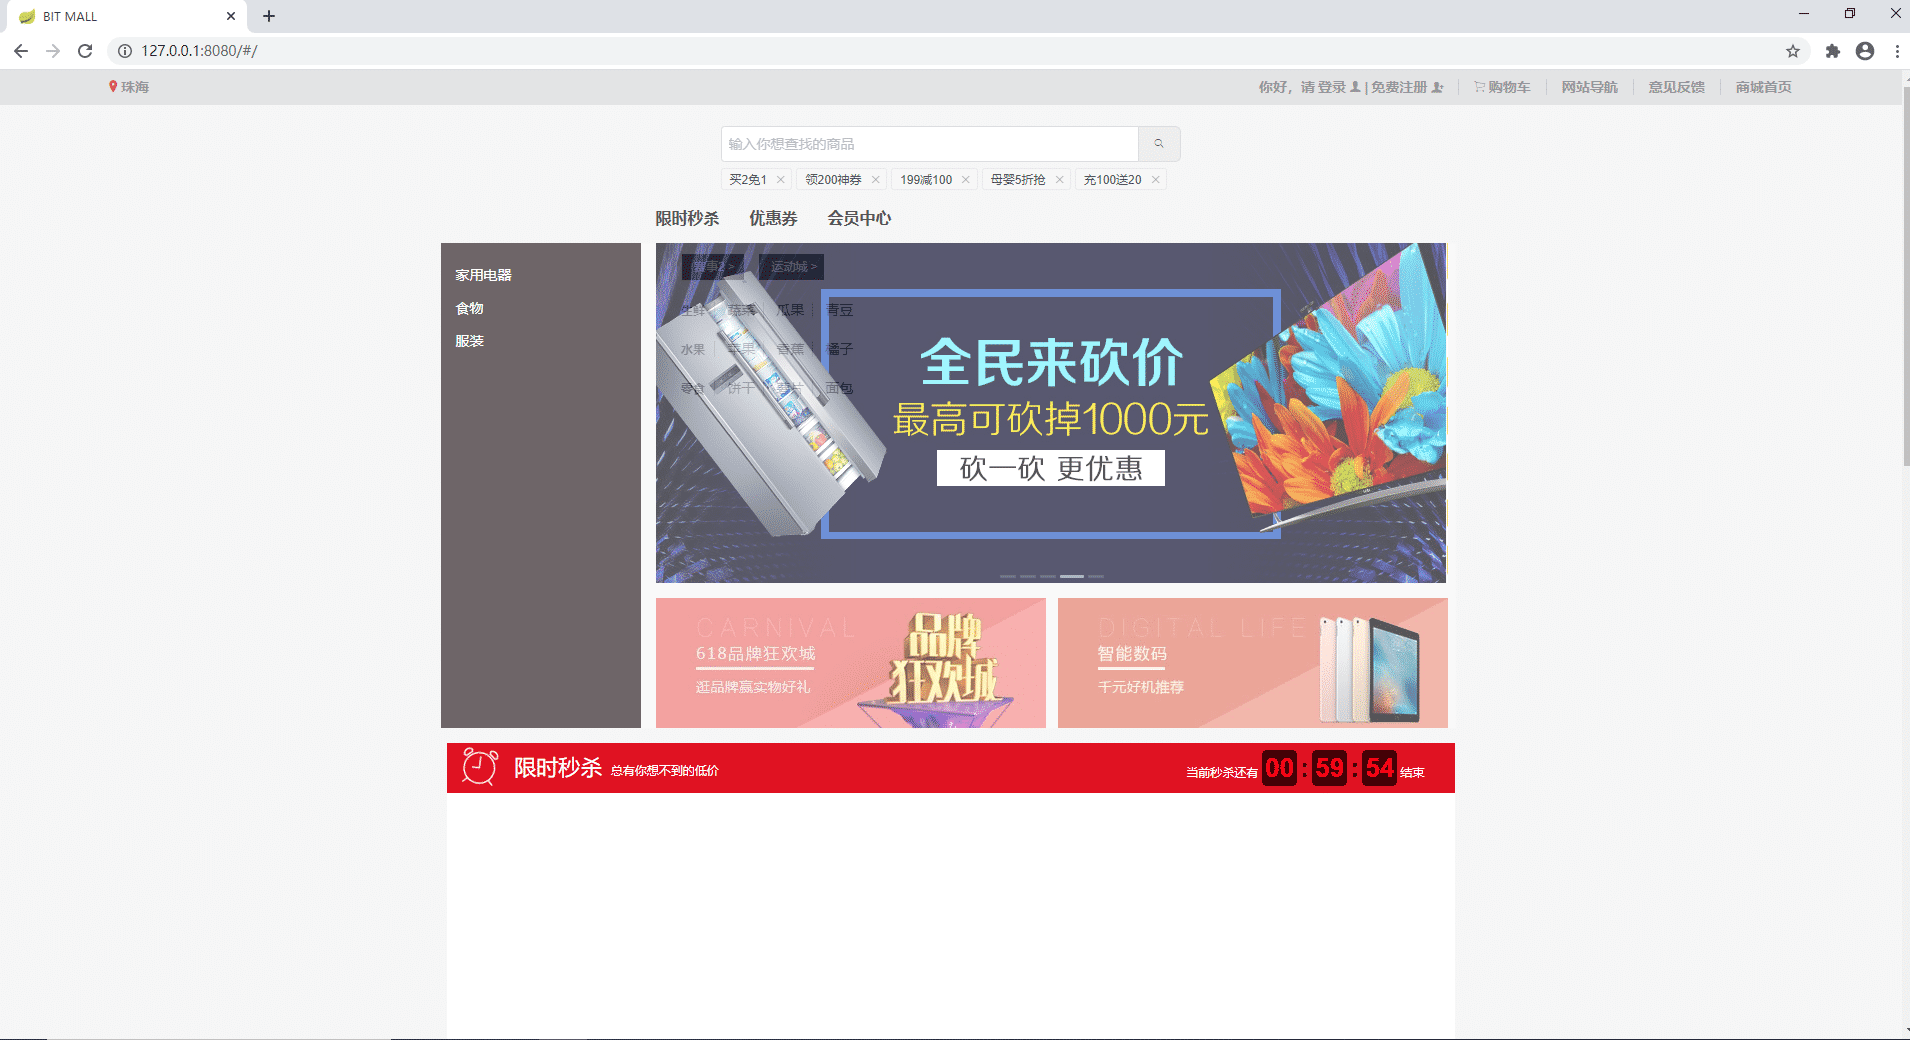 BIT MALL
127.0.0.1:8080/#/
珠海
你好，请 登录 | 免费注册
购物车
网站导航
意见反馈
商城首页
输入你想查找的商品
买2免1
领200神券
199减100
母婴5折抢
充100送20
限时秒杀 优惠券 会员中心
家用电器
食物
服装
赛事2 > 运动城 >
生鲜 蔬菜 瓜果 青豆
水果 苹果 香蕉 橘子
零食 饼干 薯片 面包
全民来砍价
最高可砍掉1000元
砍一砍 更优惠
CARNIVAL
618品牌狂欢城
逛品牌赢实物好礼
品牌
狂欢城
DIGITAL LIFE
智能数码
千元好机推荐
限时秒杀 总有你想不到的低价
当前秒杀还有 00 : 59 : 54 结束